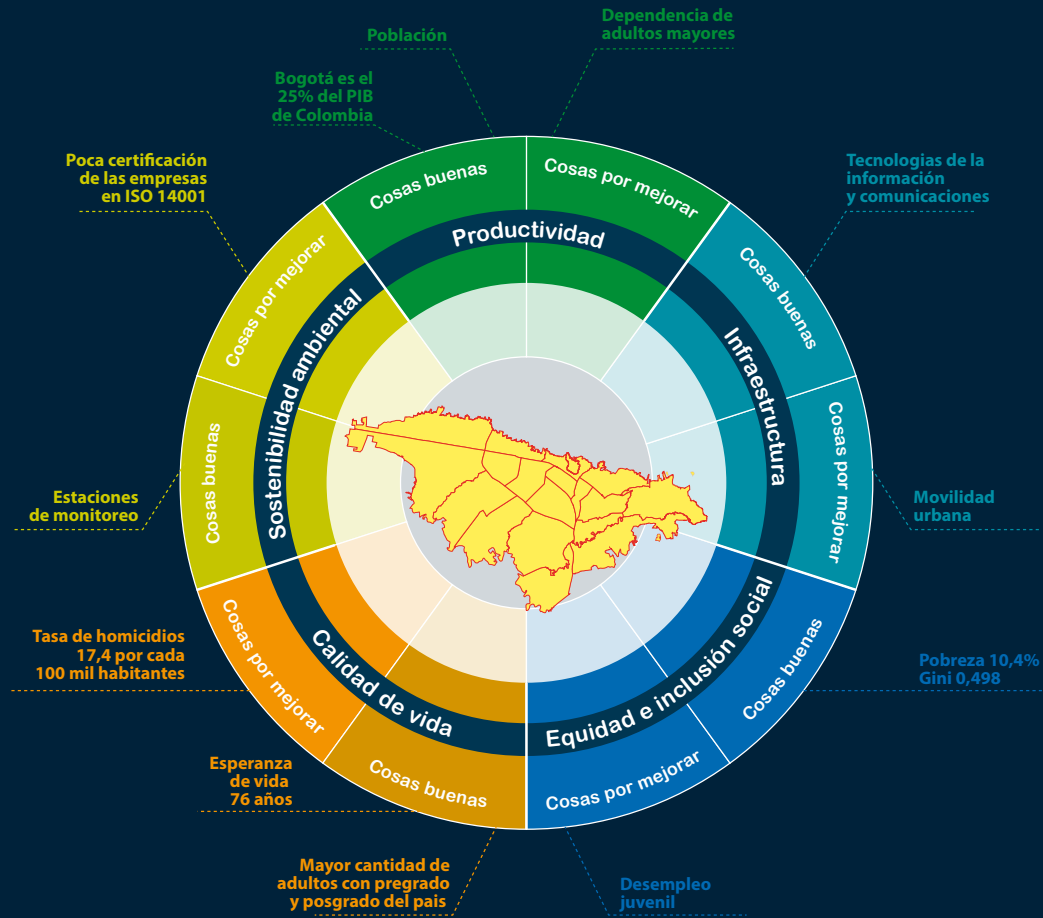 Dependencia de
adultos mayores
Población
Bogotá es el
25% del PIB
de Colombia
Poca certificación
de las empresas
en ISO 14001
Tecnologias de la
información
y comunicaciones
Cosas buenas
Cosas por mejorar
Productividad
Cosas por mejorar
Cosas buenas
Sostenibilidad ambiental
Cosas buenas
Cosas por mejorar
Infraestructura
Estaciones
de monitoreo
Movilidad
urbana
Tasa de homicidios
17,4 por cada
100 mil habitantes
Cosas por mejorar
Cosas buenas
Calidad de vida
Cosas buenas
Cosas por mejorar
Equidad e inclusión social
Pobreza 10,4%
Gini 0,498
Esperanza
de vida
76 años
Mayor cantidad de
adultos con pregrado
y posgrado del pais
Desempleo
juvenil